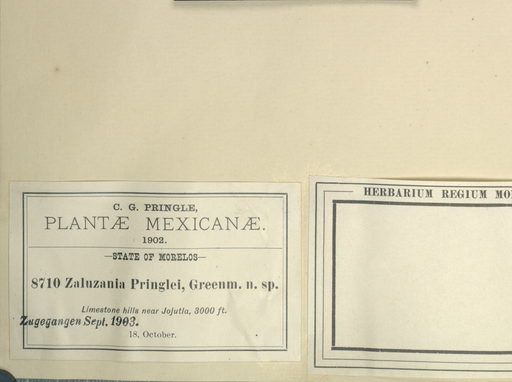 C. G. PRINGLE,
PLANTÆ MEXICANÆ.
1902.
—STATE OF MORELOS—
8710 Zaluzania Pringlei, Greenm. n. sp.
Limestone hills near Jojutla, 3000 ft.
Zugegangen Sept. 1903.
18, October.
HERBARIUM REGIUM MO